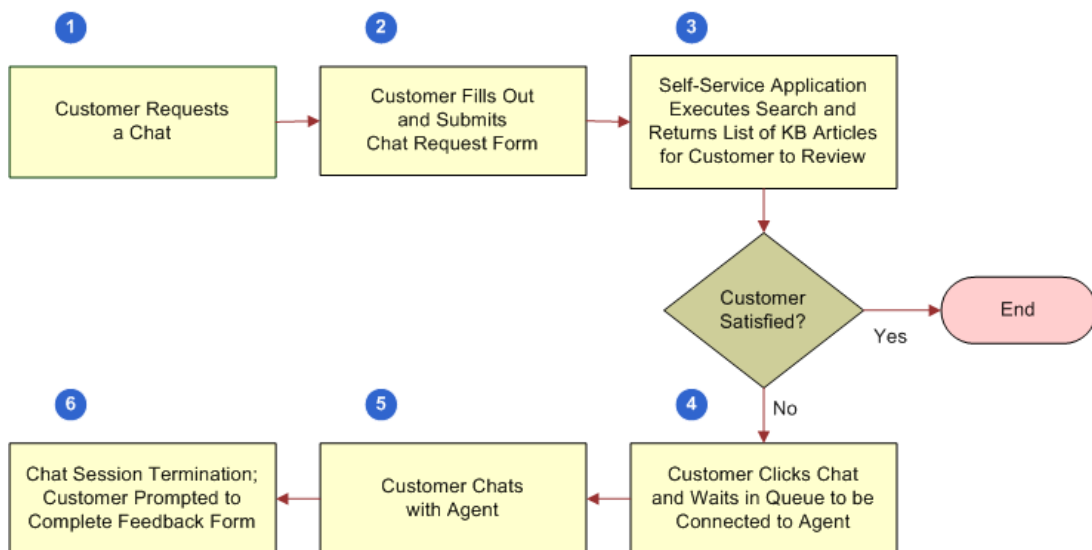 1
2
3
Customer Requests
a Chat
Customer Fills Out
and Submits
Chat Request Form
Self-Service Application
Executes Search and
Returns List of KB Articles
for Customer to Review
Customer
Satisfied?
Yes
End
No
4
Customer Clicks Chat
and Waits in Queue to be
Connected to Agent
5
Customer Chats
with Agent
6
Chat Session Termination;
Customer Prompted to
Complete Feedback Form